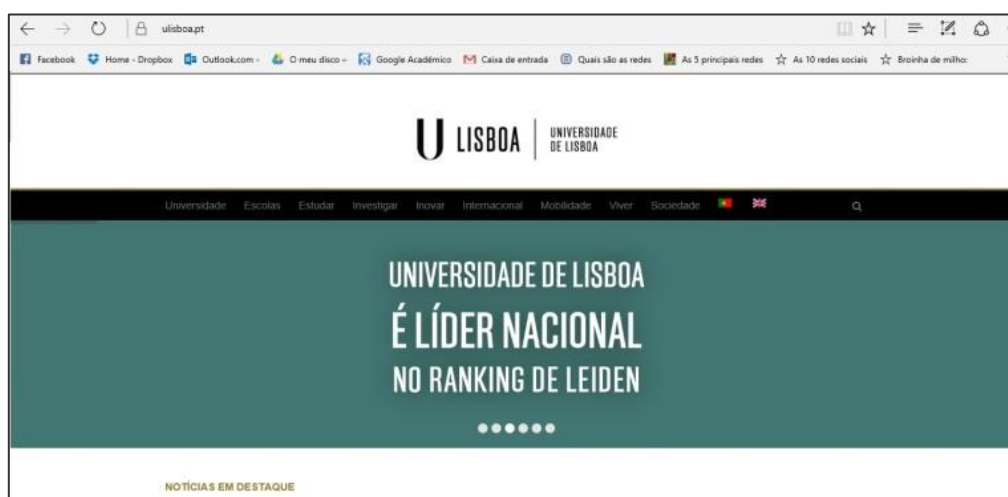 ulisboa.pt
Facebook Home - Dropbox Outlook.com - O meu disco - Google Académico Caixa de entrada Quais são as redes As 5 principais redes As 10 redes sociais Broinha de milho:
U LISBOA UNIVERSIDADE
DE LISBOA
Universidade Escolas Estudar Investigar Inovar Internacional Mobilidade Viver Sociedade
UNIVERSIDADE DE LISBOA
É LÍDER NACIONAL
NO RANKING DE LEIDEN
NOTÍCIAS EM DESTAQUE